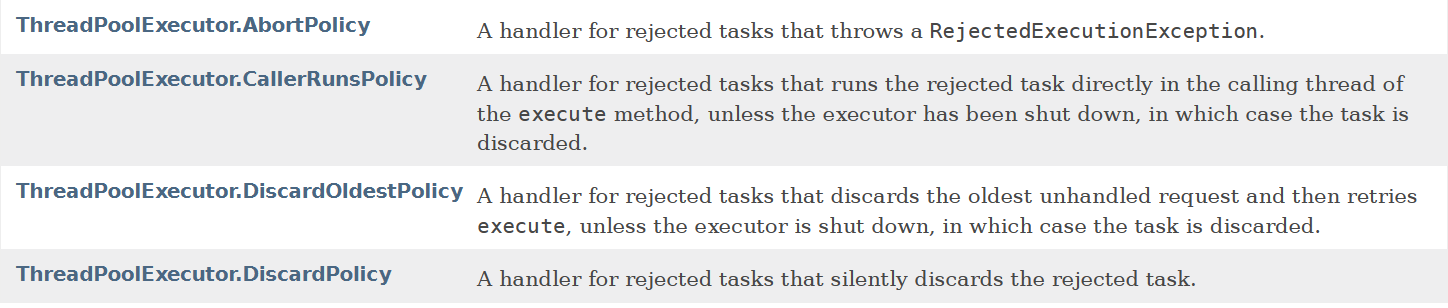 ThreadPoolExecutor.AbortPolicy
A handler for rejected tasks that throws a RejectedExecutionException.
ThreadPoolExecutor.CallerRunsPolicy
A handler for rejected tasks that runs the rejected task directly in the calling thread of
the execute method, unless the executor has been shut down, in which case the task is
discarded.
ThreadPoolExecutor.DiscardOldestPolicy
A handler for rejected tasks that discards the oldest unhandled request and then retries
execute, unless the executor is shut down, in which case the task is discarded.
ThreadPoolExecutor.DiscardPolicy
A handler for rejected tasks that silently discards the rejected task.